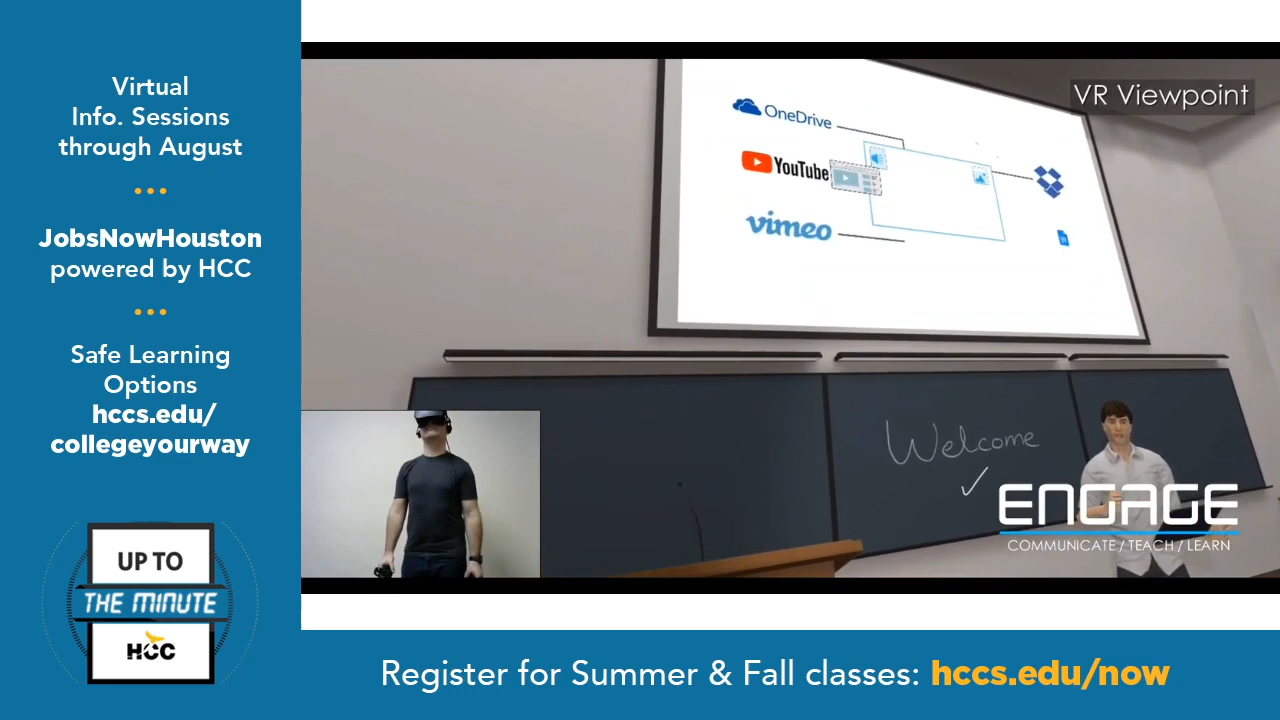 Virtual
Info. Sessions
through August
JobsNowHouston
powered by HCC
Safe Learning
Options
hccs.edu/
collegeyourway
UP TO
THE MINUTE
HCC
VR Viewpoint
OneDrive
YouTube
vimeo
Welcome
ENGAGE
COMMUNICATE / TEACH / LEARN
Register for Summer & Fall classes: hccs.edu/now